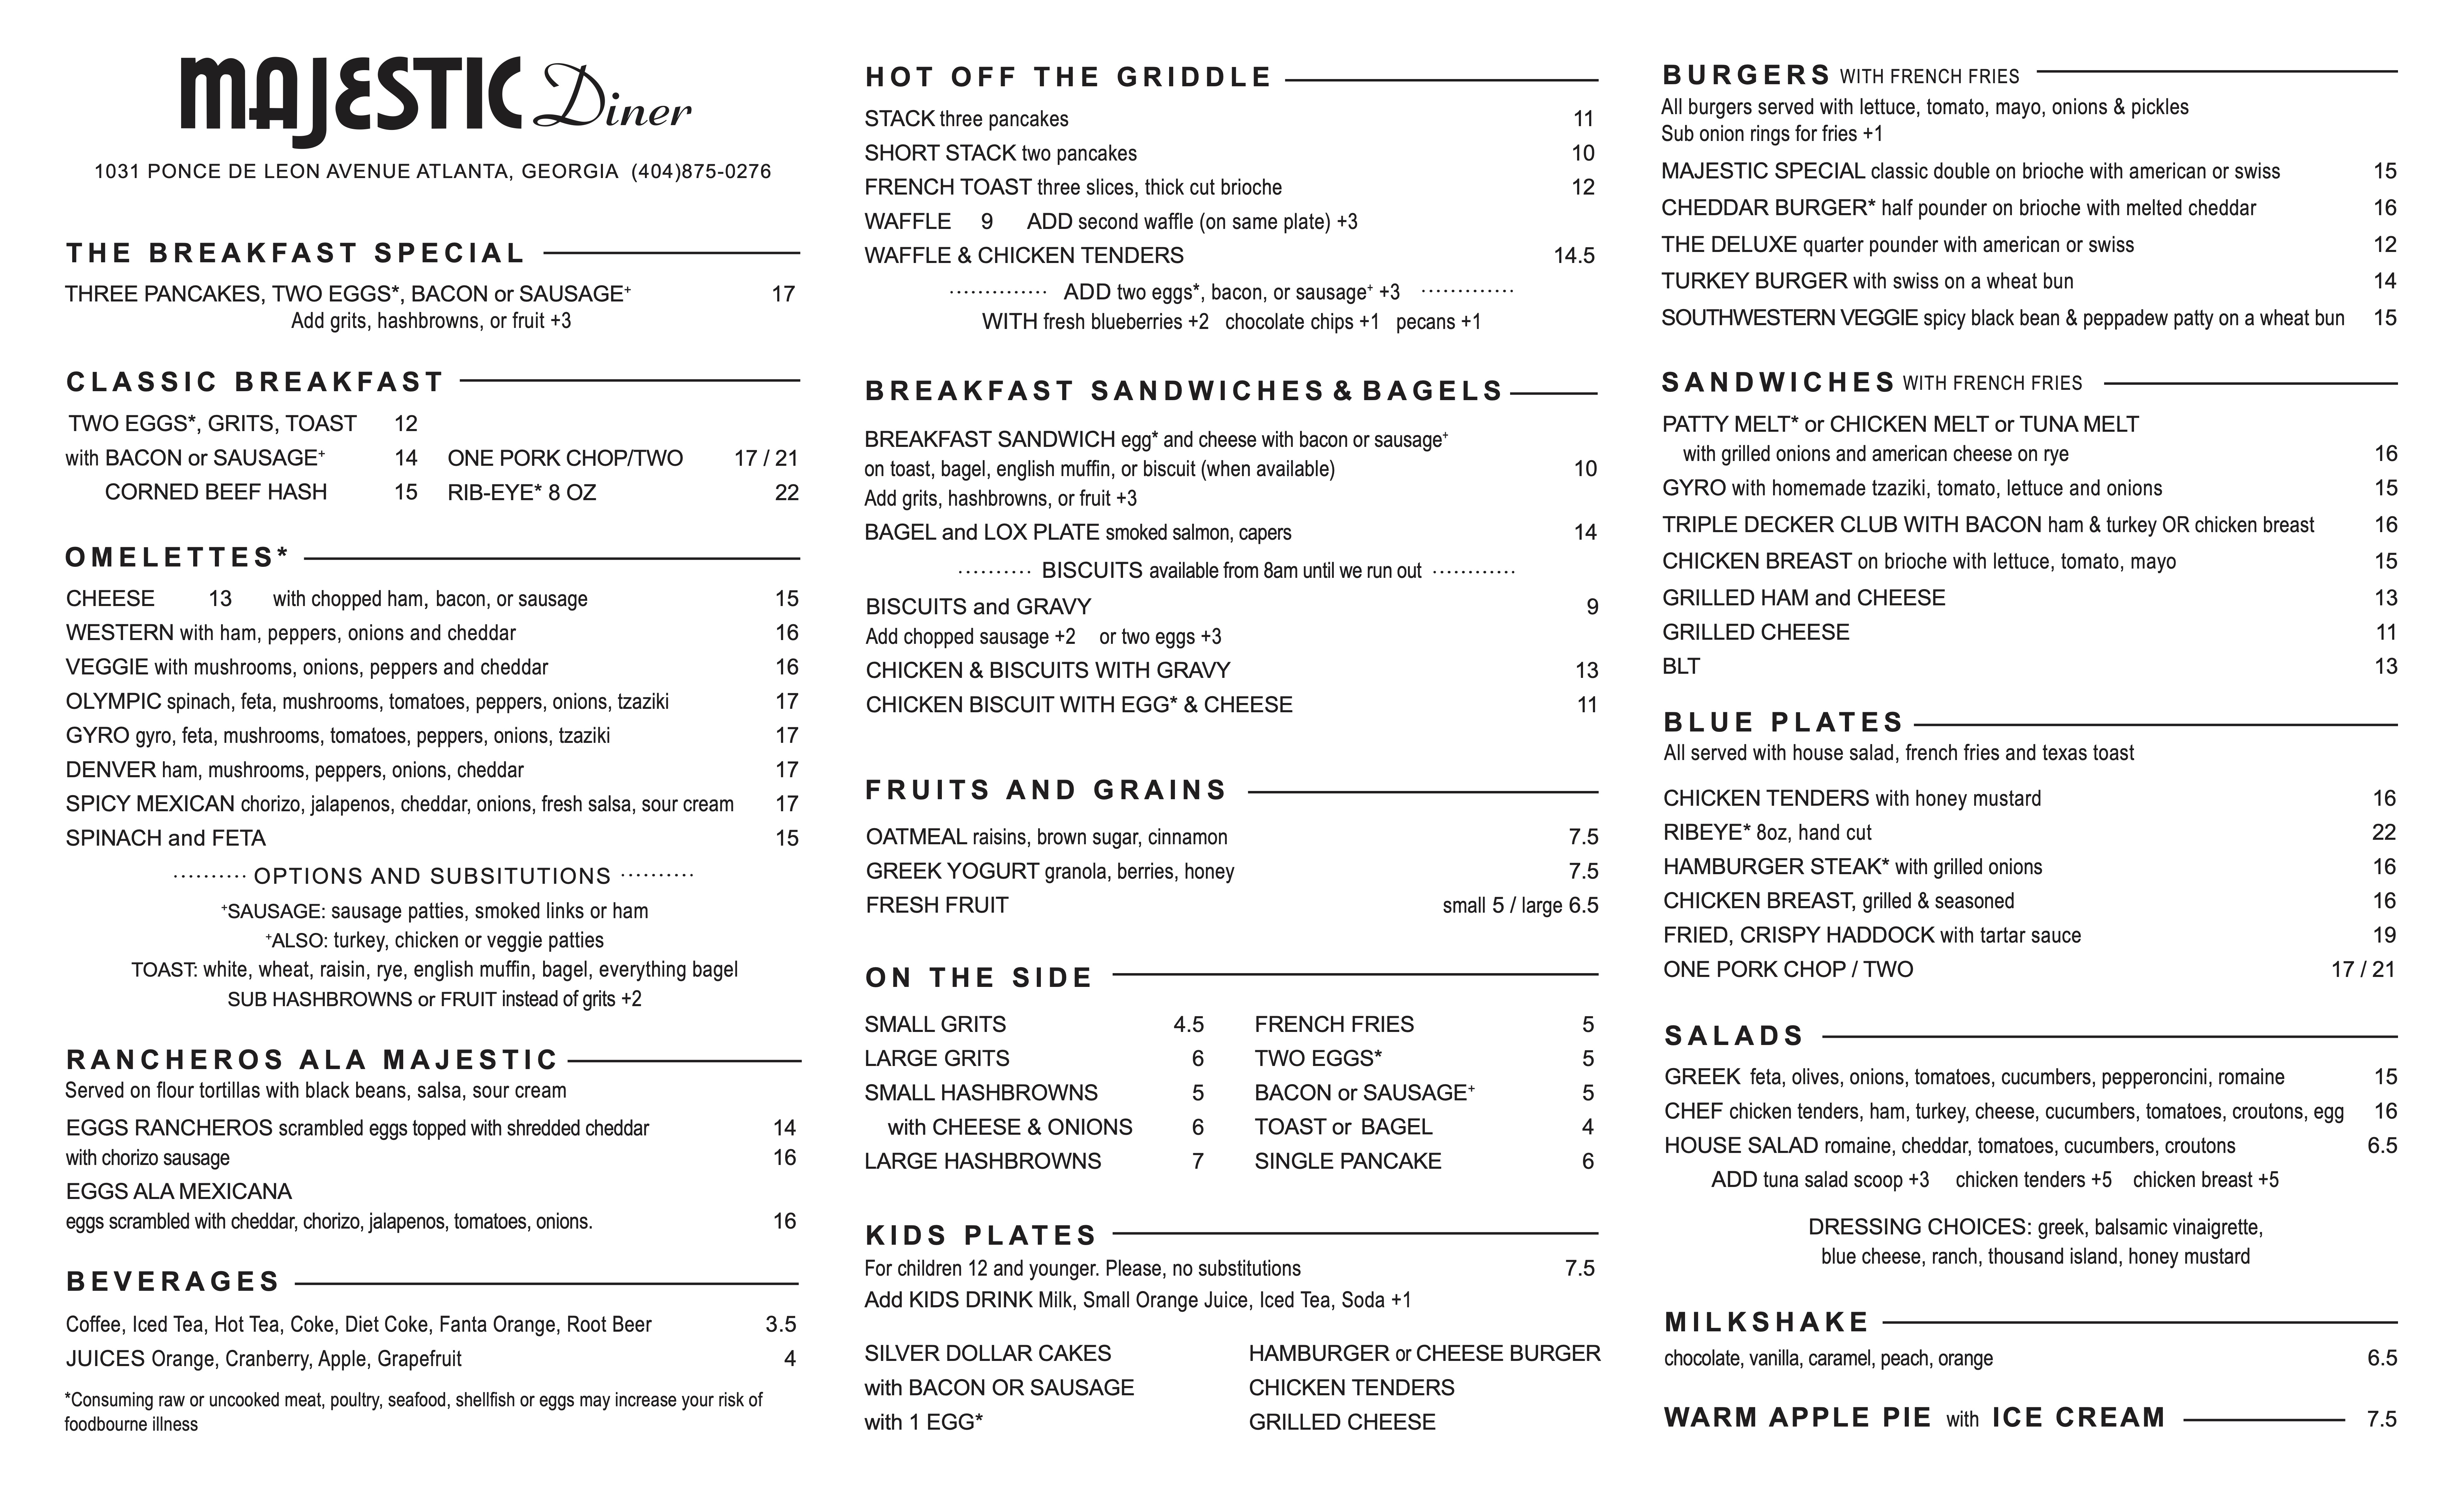 MAJESTIC Diner
1031 PONCE DE LEON AVENUE ATLANTA, GEORGIA (404)875-0276
THE BREAKFAST SPECIAL
THREE PANCAKES, TWO EGGS*, BACON or SAUSAGE+ 17
Add grits, hashbrowns, or fruit +3
CLASSIC BREAKFAST
TWO EGGS*, GRITS, TOAST 12
with BACON or SAUSAGE+ 14 ONE PORK CHOP/TWO 17 / 21
CORNED BEEF HASH 15 RIB-EYE* 8 OZ 22
OMELETTES*
CHEESE 13 with chopped ham, bacon, or sausage 15
WESTERN with ham, peppers, onions and cheddar 16
VEGGIE with mushrooms, onions, peppers and cheddar 16
OLYMPIC spinach, feta, mushrooms, tomatoes, peppers, onions, tzaziki 17
GYRO gyro, feta, mushrooms, tomatoes, peppers, onions, tzaziki 17
DENVER ham, mushrooms, peppers, onions, cheddar 17
SPICY MEXICAN chorizo, jalapenos, cheddar, onions, fresh salsa, sour cream 17
SPINACH and FETA 15
.......... OPTIONS AND SUBSITUTIONS ..........
+SAUSAGE: sausage patties, smoked links or ham
+ALSO: turkey, chicken or veggie patties
TOAST: white, wheat, raisin, rye, english muffin, bagel, everything bagel
SUB HASHBROWNS or FRUIT instead of grits +2
RANCHEROS ALA MAJESTIC
Served on flour tortillas with black beans, salsa, sour cream
EGGS RANCHEROS scrambled eggs topped with shredded cheddar 14
with chorizo sausage 16
EGGS ALA MEXICANA
eggs scrambled with cheddar, chorizo, jalapenos, tomatoes, onions. 16
BEVERAGES
Coffee, Iced Tea, Hot Tea, Coke, Diet Coke, Fanta Orange, Root Beer 3.5
JUICES Orange, Cranberry, Apple, Grapefruit 4
*Consuming raw or uncooked meat, poultry, seafood, shellfish or eggs may increase your risk of
foodbourne illness
HOT OFF THE GRIDDLE
STACK three pancakes 11
SHORT STACK two pancakes 10
FRENCH TOAST three slices, thick cut brioche 12
WAFFLE 9 ADD second waffle (on same plate) +3
WAFFLE & CHICKEN TENDERS 14.5
.............. ADD two eggs*, bacon, or sausage+ +3 .............
WITH fresh blueberries +2 chocolate chips +1 pecans +1
BREAKFAST SANDWICHES & BAGELS
BREAKFAST SANDWICH egg* and cheese with bacon or sausage+
on toast, bagel, english muffin, or biscuit (when available) 10
Add grits, hashbrowns, or fruit +3
BAGEL and LOX PLATE smoked salmon, capers 14
.......... BISCUITS available from 8am until we run out ............
BISCUITS and GRAVY 9
Add chopped sausage +2 or two eggs +3
CHICKEN & BISCUITS WITH GRAVY 13
CHICKEN BISCUIT WITH EGG* & CHEESE 11
FRUITS AND GRAINS
OATMEAL raisins, brown sugar, cinnamon 7.5
GREEK YOGURT granola, berries, honey 7.5
FRESH FRUIT small 5 / large 6.5
ON THE SIDE
SMALL GRITS 4.5 FRENCH FRIES 5
LARGE GRITS 6 TWO EGGS* 5
SMALL HASHBROWNS 5 BACON or SAUSAGE+ 5
with CHEESE & ONIONS 6 TOAST or BAGEL 4
LARGE HASHBROWNS 7 SINGLE PANCAKE 6
KIDS PLATES
For children 12 and younger. Please, no substitutions 7.5
Add KIDS DRINK Milk, Small Orange Juice, Iced Tea, Soda +1
SILVER DOLLAR CAKES HAMBURGER or CHEESE BURGER
with BACON OR SAUSAGE CHICKEN TENDERS
with 1 EGG* GRILLED CHEESE
BURGERS WITH FRENCH FRIES
All burgers served with lettuce, tomato, mayo, onions & pickles
Sub onion rings for fries +1
MAJESTIC SPECIAL classic double on brioche with american or swiss 15
CHEDDAR BURGER* half pounder on brioche with melted cheddar 16
THE DELUXE quarter pounder with american or swiss 12
TURKEY BURGER with swiss on a wheat bun 14
SOUTHWESTERN VEGGIE spicy black bean & peppadew patty on a wheat bun 15
SANDWICHES WITH FRENCH FRIES
PATTY MELT* or CHICKEN MELT or TUNA MELT
with grilled onions and american cheese on rye 16
GYRO with homemade tzaziki, tomato, lettuce and onions 15
TRIPLE DECKER CLUB WITH BACON ham & turkey OR chicken breast 16
CHICKEN BREAST on brioche with lettuce, tomato, mayo 15
GRILLED HAM and CHEESE 13
GRILLED CHEESE 11
BLT 13
BLUE PLATES
All served with house salad, french fries and texas toast
CHICKEN TENDERS with honey mustard 16
RIBEYE* 8oz, hand cut 22
HAMBURGER STEAK* with grilled onions 16
CHICKEN BREAST, grilled & seasoned 16
FRIED, CRISPY HADDOCK with tartar sauce 19
ONE PORK CHOP / TWO 17 / 21
SALADS
GREEK feta, olives, onions, tomatoes, cucumbers, pepperoncini, romaine 15
CHEF chicken tenders, ham, turkey, cheese, cucumbers, tomatoes, croutons, egg 16
HOUSE SALAD romaine, cheddar, tomatoes, cucumbers, croutons 6.5
ADD tuna salad scoop +3 chicken tenders +5 chicken breast +5
DRESSING CHOICES: greek, balsamic vinaigrette,
blue cheese, ranch, thousand island, honey mustard
MILKSHAKE
chocolate, vanilla, caramel, peach, orange 6.5
WARM APPLE PIE with ICE CREAM 7.5